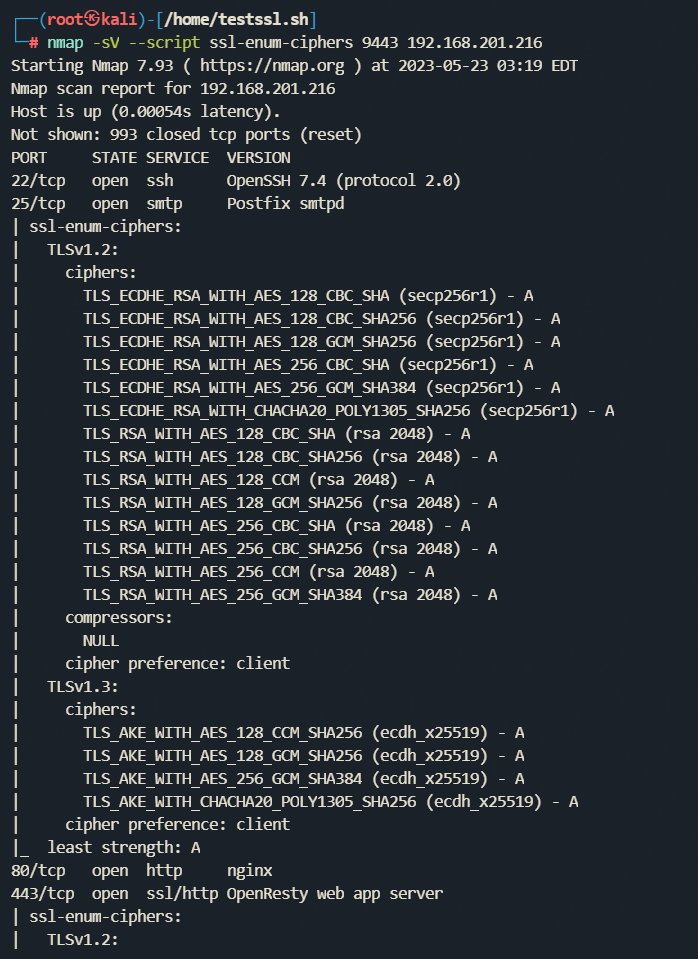 ┌──(root㉿kali)-[/home/testssl.sh]
└─# nmap -sV --script ssl-enum-ciphers 9443 192.168.201.216
Starting Nmap 7.93 ( https://nmap.org ) at 2023-05-23 03:19 EDT
Nmap scan report for 192.168.201.216
Host is up (0.00054s latency).
Not shown: 993 closed tcp ports (reset)
PORT     STATE SERVICE  VERSION
22/tcp   open  ssh      OpenSSH 7.4 (protocol 2.0)
25/tcp   open  smtp     Postfix smtpd
| ssl-enum-ciphers:
|   TLSv1.2:
|     ciphers:
|       TLS_ECDHE_RSA_WITH_AES_128_CBC_SHA (secp256r1) - A
|       TLS_ECDHE_RSA_WITH_AES_128_CBC_SHA256 (secp256r1) - A
|       TLS_ECDHE_RSA_WITH_AES_128_GCM_SHA256 (secp256r1) - A
|       TLS_ECDHE_RSA_WITH_AES_256_CBC_SHA (secp256r1) - A
|       TLS_ECDHE_RSA_WITH_AES_256_GCM_SHA384 (secp256r1) - A
|       TLS_ECDHE_RSA_WITH_CHACHA20_POLY1305_SHA256 (secp256r1) - A
|       TLS_RSA_WITH_AES_128_CBC_SHA (rsa 2048) - A
|       TLS_RSA_WITH_AES_128_CBC_SHA256 (rsa 2048) - A
|       TLS_RSA_WITH_AES_128_CCM (rsa 2048) - A
|       TLS_RSA_WITH_AES_128_GCM_SHA256 (rsa 2048) - A
|       TLS_RSA_WITH_AES_256_CBC_SHA (rsa 2048) - A
|       TLS_RSA_WITH_AES_256_CBC_SHA256 (rsa 2048) - A
|       TLS_RSA_WITH_AES_256_CCM (rsa 2048) - A
|       TLS_RSA_WITH_AES_256_GCM_SHA384 (rsa 2048) - A
|     compressors:
|       NULL
|     cipher preference: client
|   TLSv1.3:
|     ciphers:
|       TLS_AKE_WITH_AES_128_CCM_SHA256 (ecdh_x25519) - A
|       TLS_AKE_WITH_AES_128_GCM_SHA256 (ecdh_x25519) - A
|       TLS_AKE_WITH_AES_256_GCM_SHA384 (ecdh_x25519) - A
|       TLS_AKE_WITH_CHACHA20_POLY1305_SHA256 (ecdh_x25519) - A
|     cipher preference: client
|_  least strength: A
80/tcp   open  http     nginx
443/tcp  open  ssl/http OpenResty web app server
| ssl-enum-ciphers:
|   TLSv1.2: